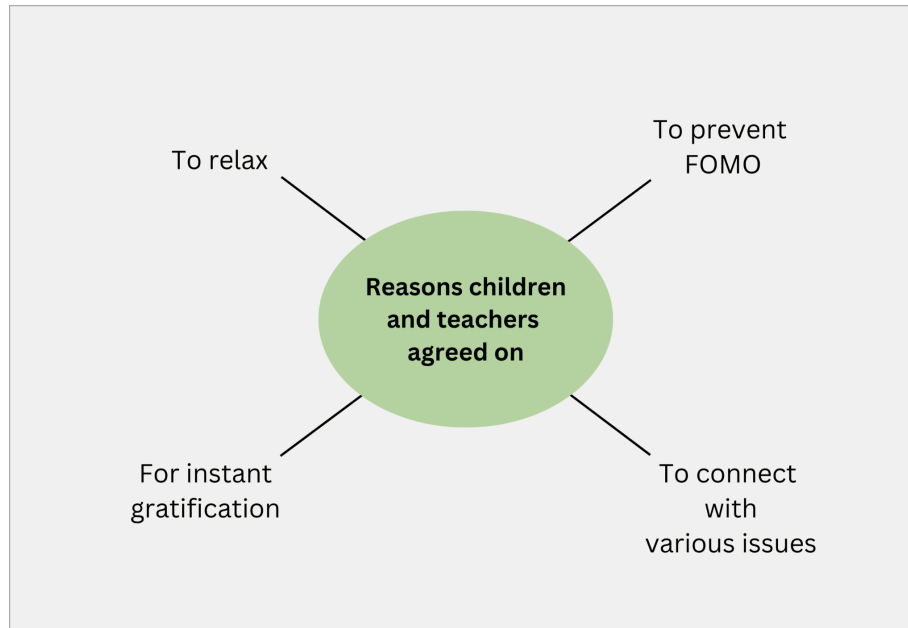 To relax
To prevent
FOMO
Reasons children
and teachers
agreed on
For instant
gratification
To connect
with
various issues